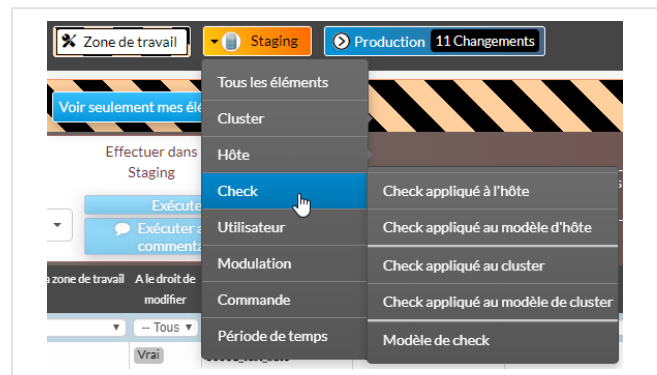 Zone de travail
Staging
Production 11 Changements
Tous les éléments
Voir seulement mes élé
Cluster
Effectuer dans
Staging
Hôte
Check
Check appliqué à l'hôte
Exécute
Utilisateur
Check appliqué au modèle d'hôte
Exécuter a
commenta
Modulation
Check appliqué au cluster
a zone de travail
A le droit de
modifier
Commande
Check appliqué au modèle de cluster
-- Tous
Période de temps
Modèle de check
Vrai